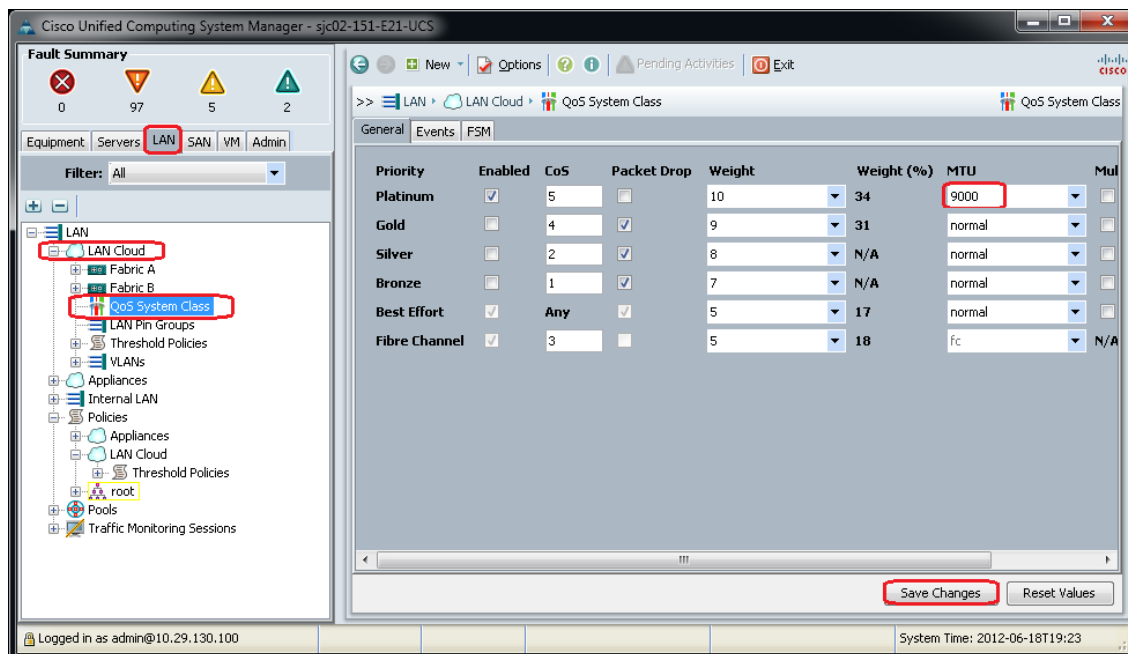 Cisco Unified Computing System Manager - sjc02-151-E21-UCS
Fault Summary
0 97 5 2
Equipment Servers LAN SAN VM Admin
Filter: All
LAN
LAN Cloud
Fabric A
Fabric B
QoS System Class
LAN Pin Groups
Threshold Policies
VLANs
Appliances
Internal LAN
Policies
Appliances
LAN Cloud
Threshold Policies
root
Pools
Traffic Monitoring Sessions
New Options Pending Activities Exit
cisco
>> LAN LAN Cloud QoS System Class QoS System Class
General Events FSM
Priority Enabled CoS Packet Drop Weight Weight (%) MTU Mul
Platinum 5 10 34 9000
Gold 4 9 31 normal
Silver 2 8 N/A normal
Bronze 1 7 N/A normal
Best Effort Any 5 17 normal
Fibre Channel 3 5 18 fc N/A
Save Changes Reset Values
Logged in as admin@10.29.130.100 System Time: 2012-06-18T19:23